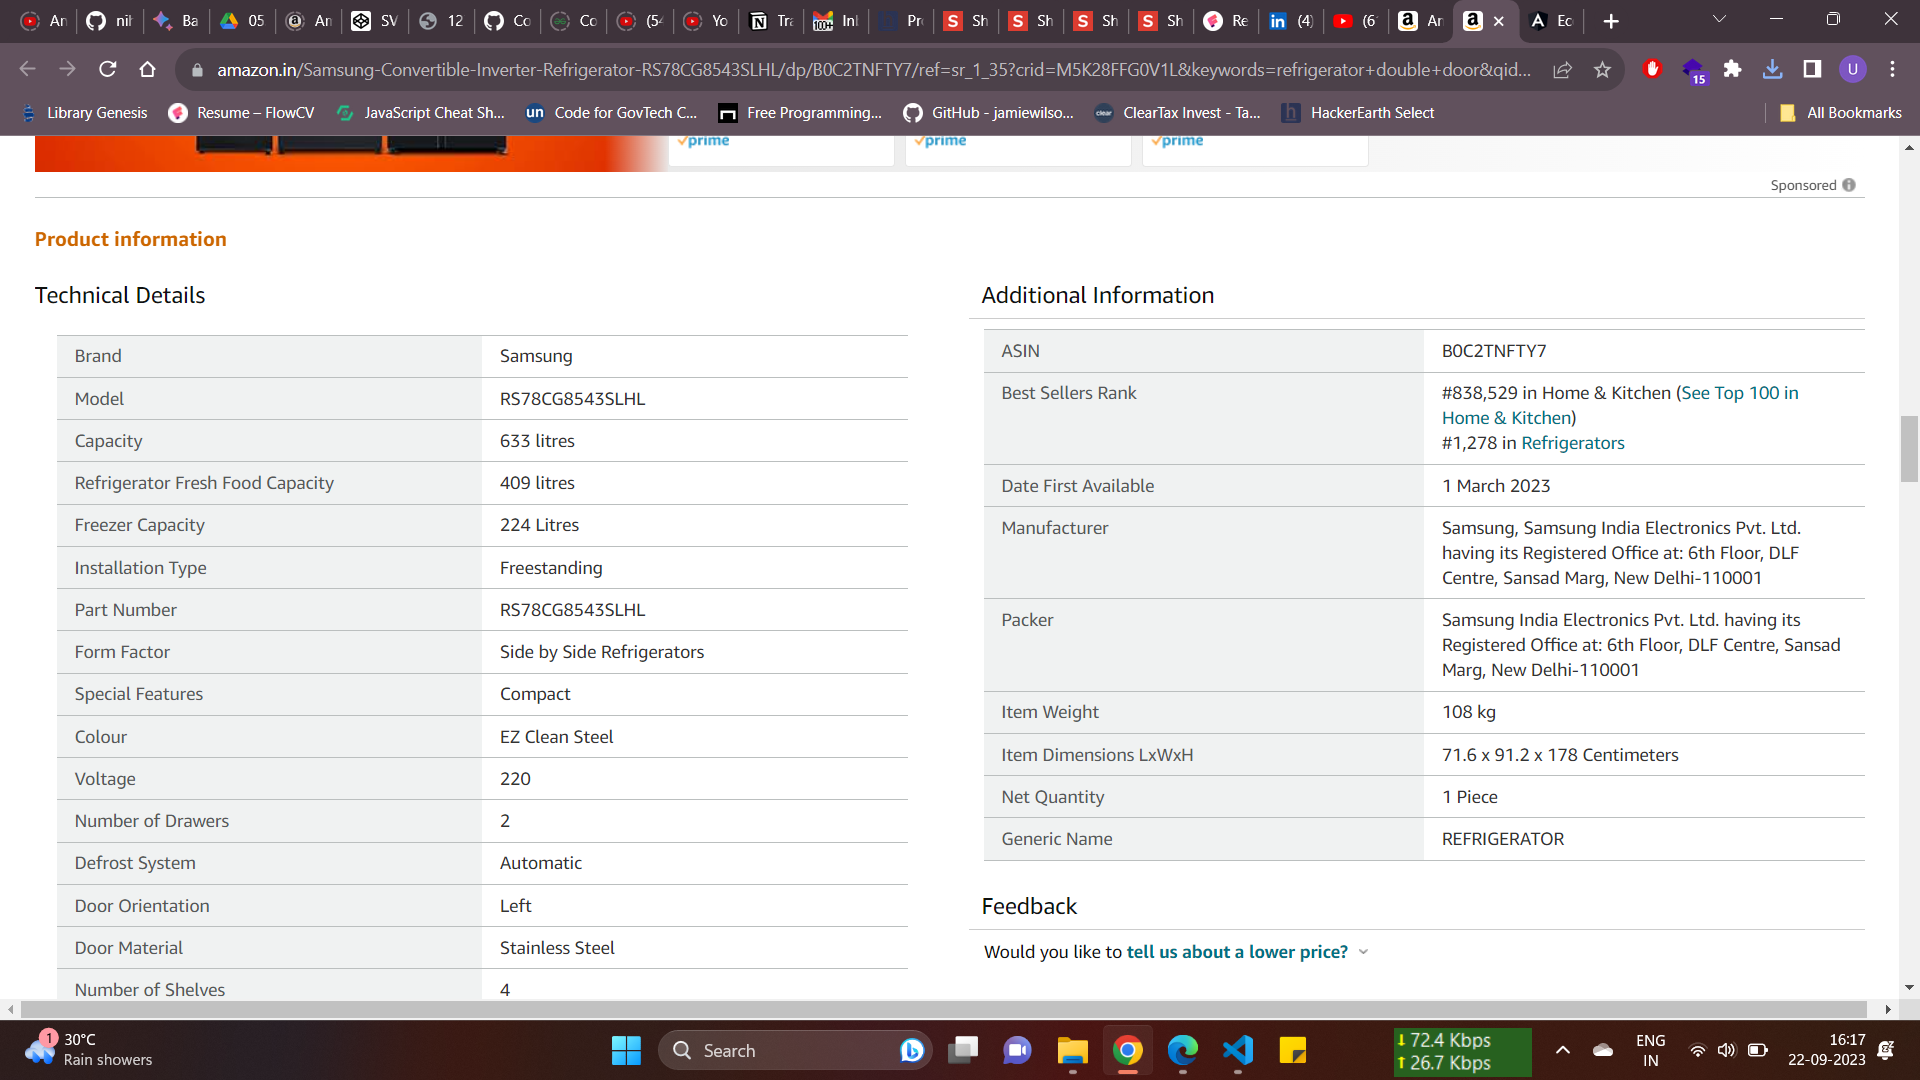 An
nih
Ba
05
An
SV
12
Co
Co
(54
Yo
Tra
Inl
Pr
Sh
Sh
Sh
Sh
Re
(4)
(6
An
Ec
amazon.in/Samsung-Convertible-Inverter-Refrigerator-RS78CG8543SLHL/dp/B0C2TNFTY7/ref=sr_1_35?crid=M5K28FFG0V1L&keywords=refrigerator+double+door&qid...
15
U
Library Genesis
Resume – FlowCV
JavaScript Cheat Sh...
Code for GovTech C...
Free Programming...
GitHub - jamiewilso...
ClearTax Invest - Ta...
HackerEarth Select
All Bookmarks
prime
prime
prime
Sponsored
Product information
Technical Details
Brand Samsung
Model RS78CG8543SLHL
Capacity 633 litres
Refrigerator Fresh Food Capacity 409 litres
Freezer Capacity 224 Litres
Installation Type Freestanding
Part Number RS78CG8543SLHL
Form Factor Side by Side Refrigerators
Special Features Compact
Colour EZ Clean Steel
Voltage 220
Number of Drawers 2
Defrost System Automatic
Door Orientation Left
Door Material Stainless Steel
Number of Shelves 4
Additional Information
ASIN B0C2TNFTY7
Best Sellers Rank #838,529 in Home & Kitchen (See Top 100 in
Home & Kitchen)
#1,278 in Refrigerators
Date First Available 1 March 2023
Manufacturer Samsung, Samsung India Electronics Pvt. Ltd.
having its Registered Office at: 6th Floor, DLF
Centre, Sansad Marg, New Delhi-110001
Packer Samsung India Electronics Pvt. Ltd. having its
Registered Office at: 6th Floor, DLF Centre, Sansad
Marg, New Delhi-110001
Item Weight 108 kg
Item Dimensions LxWxH 71.6 x 91.2 x 178 Centimeters
Net Quantity 1 Piece
Generic Name REFRIGERATOR
Feedback
Would you like to tell us about a lower price?
1
30°C
Rain showers
Search
72.4 Kbps
26.7 Kbps
ENG
IN
16:17
22-09-2023